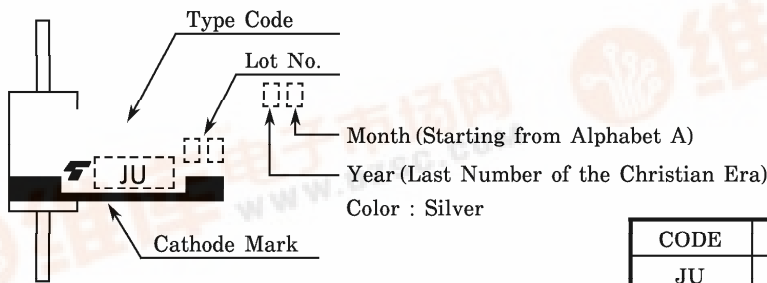 Type Code
Lot No.
Month (Starting from Alphabet A)
JU
Year (Last Number of the Christian Era)
Color : Silver
Cathode Mark
CODE
JU